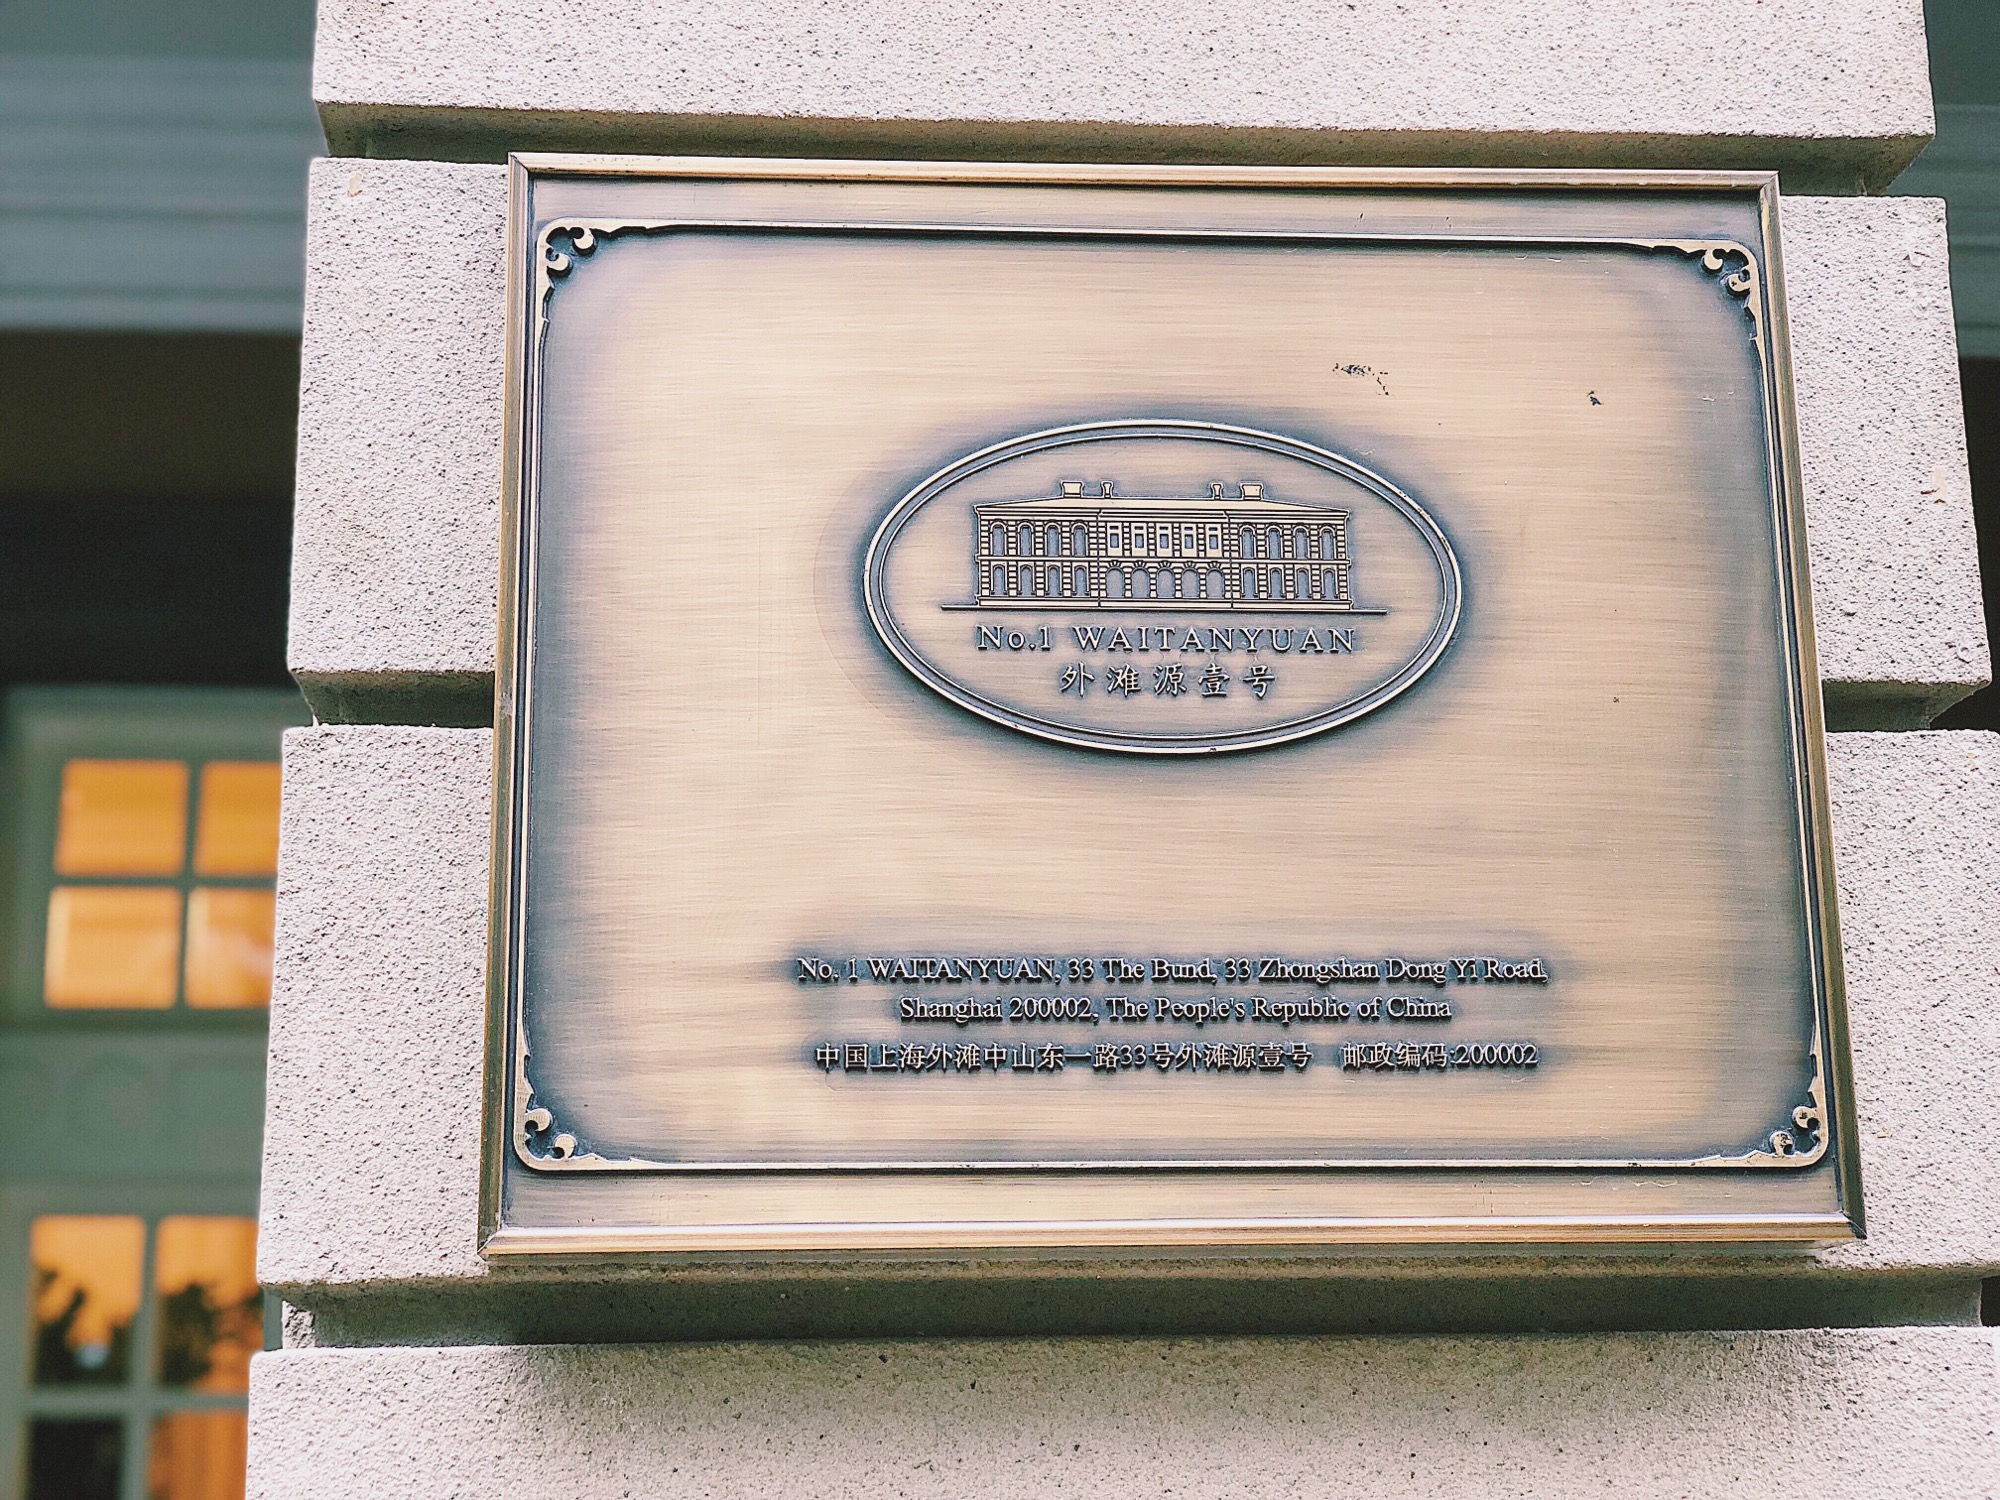 No.1 WAITANYUAN
外滩源壹号
No. 1 WAITANYUAN, 33 The Bund, 33 Zhongshan Dong Yi Road,
Shanghai 200002, The People's Republic of China
中国上海外滩中山东一路33号外滩源壹号 邮政编码:200002